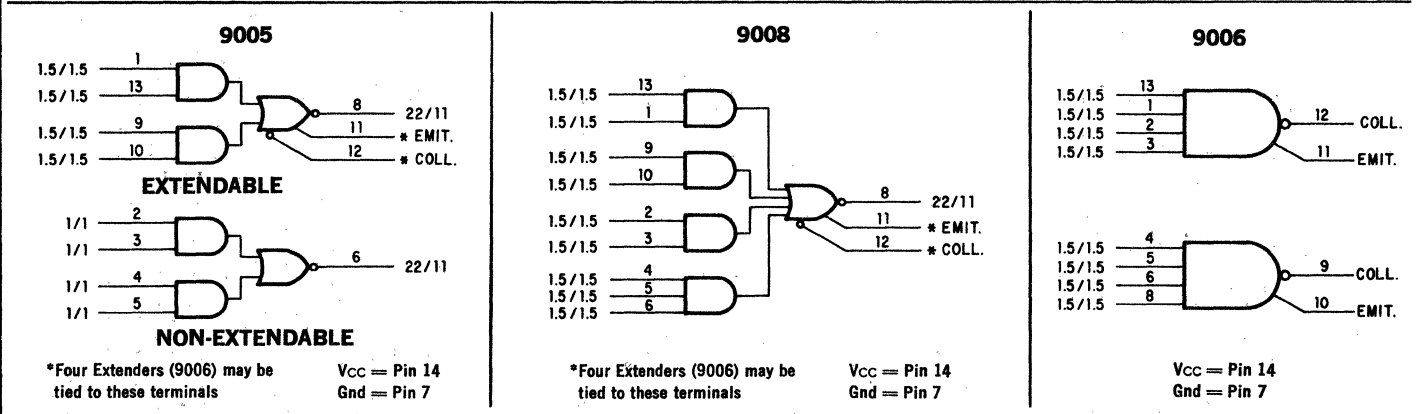 9005
1.5/1.5 1
1.5/1.5 13
1.5/1.5 9
1.5/1.5 10
8 22/11
11 * EMIT.
12 * COLL.
EXTENDABLE
1/1 2
1/1 3
1/1 4
1/1 5
6 22/11
NON-EXTENDABLE
*Four Extenders (9006) may be
tied to these terminals
VCC = Pin 14
Gnd = Pin 7
9008
1.5/1.5 13
1.5/1.5 1
1.5/1.5 9
1.5/1.5 10
1.5/1.5 2
1.5/1.5 3
1.5/1.5 4
1.5/1.5 5
1.5/1.5 6
8 22/11
11 * EMIT.
12 * COLL.
*Four Extenders (9006) may be
tied to these terminals
VCC = Pin 14
Gnd = Pin 7
9006
1.5/1.5 13
1.5/1.5 1
1.5/1.5 2
1.5/1.5 3
12 COLL.
11 EMIT.
1.5/1.5 4
1.5/1.5 5
1.5/1.5 6
1.5/1.5 8
9 COLL.
10 EMIT.
VCC = Pin 14
Gnd = Pin 7